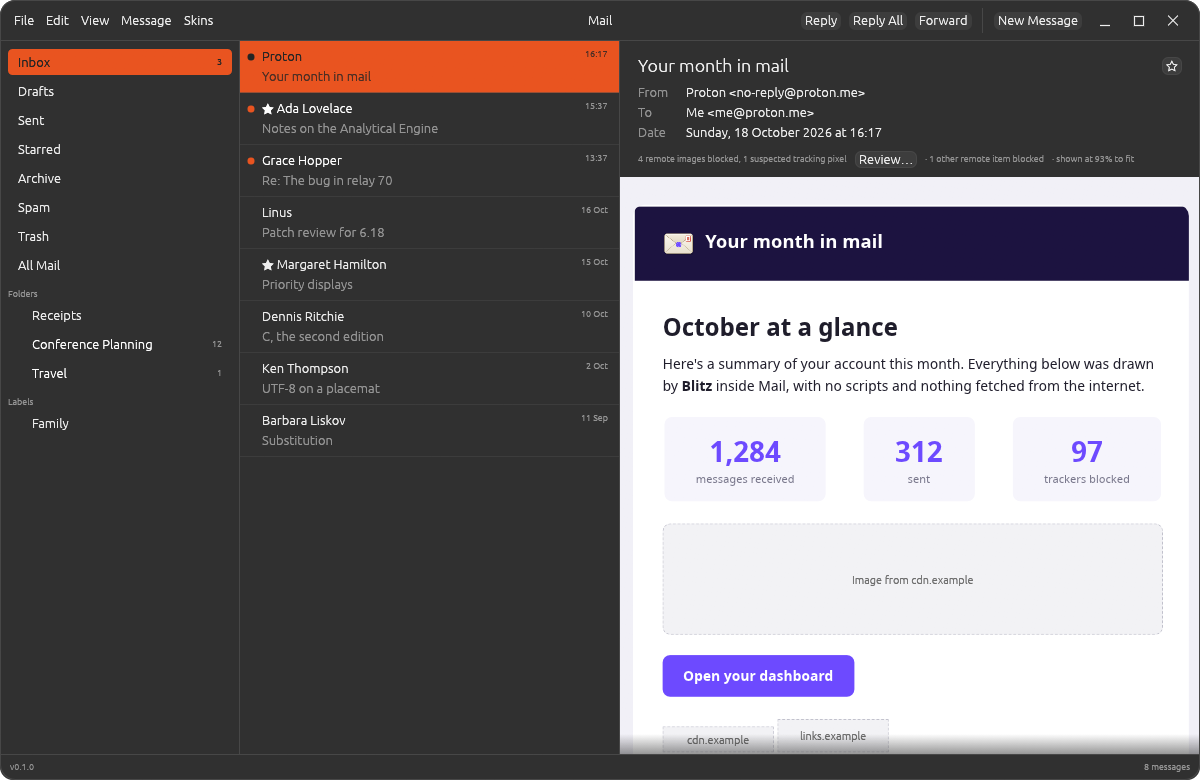 File Edit View Message Skins
Mail
Reply Reply All Forward New Message
Inbox 3
Drafts
Sent
Starred
Archive
Spam
Trash
All Mail
Folders
Receipts
Conference Planning 12
Travel 1
Labels
Family
Proton 16:17
Your month in mail
Ada Lovelace 15:37
Notes on the Analytical Engine
Grace Hopper 13:37
Re: The bug in relay 70
Linus 16 Oct
Patch review for 6.18
Margaret Hamilton 15 Oct
Priority displays
Dennis Ritchie 10 Oct
C, the second edition
Ken Thompson 2 Oct
UTF-8 on a placemat
Barbara Liskov 11 Sep
Substitution
Your month in mail
From Proton <no-reply@proton.me>
To Me <me@proton.me>
Date Sunday, 18 October 2026 at 16:17
4 remote images blocked, 1 suspected tracking pixel Review… · 1 other remote item blocked · shown at 93% to fit
Your month in mail
October at a glance
Here's a summary of your account this month. Everything below was drawn
by Blitz inside Mail, with no scripts and nothing fetched from the internet.
1,284
messages received
312
sent
97
trackers blocked
Image from cdn.example
Open your dashboard
cdn.example
links.example
v0.1.0
8 messages